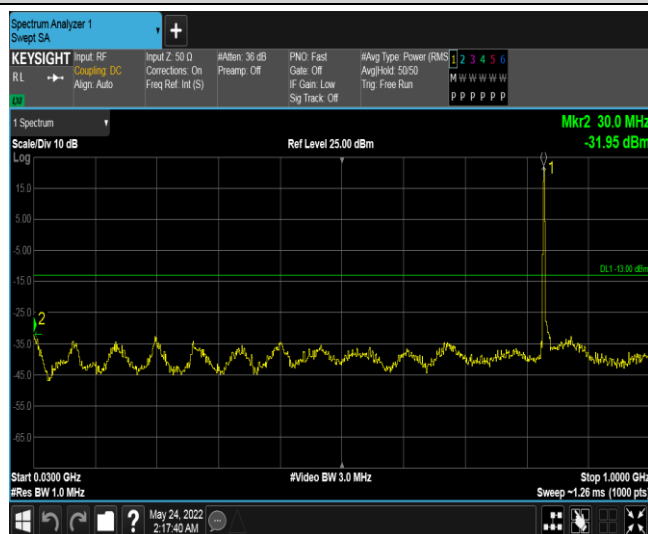 Spectrum Analyzer 1
Swept SA
+
KEYSIGHT Input: RF Input Z: 50 Ω #Atten: 36 dB PNO: Fast #Avg Type: Power (RMS 1 2 3 4 5 6
RL Coupling: DC Corrections: On Preamp: Off Gate: Off Avg|Hold: 50/50 M W W W W W
Align: Auto Freq Ref: Int (S) IF Gain: Low Trig: Free Run
Sig Track: Off P P P P P P
LXI
1 Spectrum Mkr2 30.0 MHz
Scale/Div 10 dB Ref Level 25.00 dBm -31.95 dBm
Log
1
15.0
5.00
-5.00
DL1 -13.00 dBm
-15.0
-25.0
2
-35.0
-45.0
-55.0
-65.0
Start 0.0300 GHz #Video BW 3.0 MHz Stop 1.0000 GHz
#Res BW 1.0 MHz Sweep ~1.26 ms (1000 pts)
? May 24, 2022
2:17:40 AM